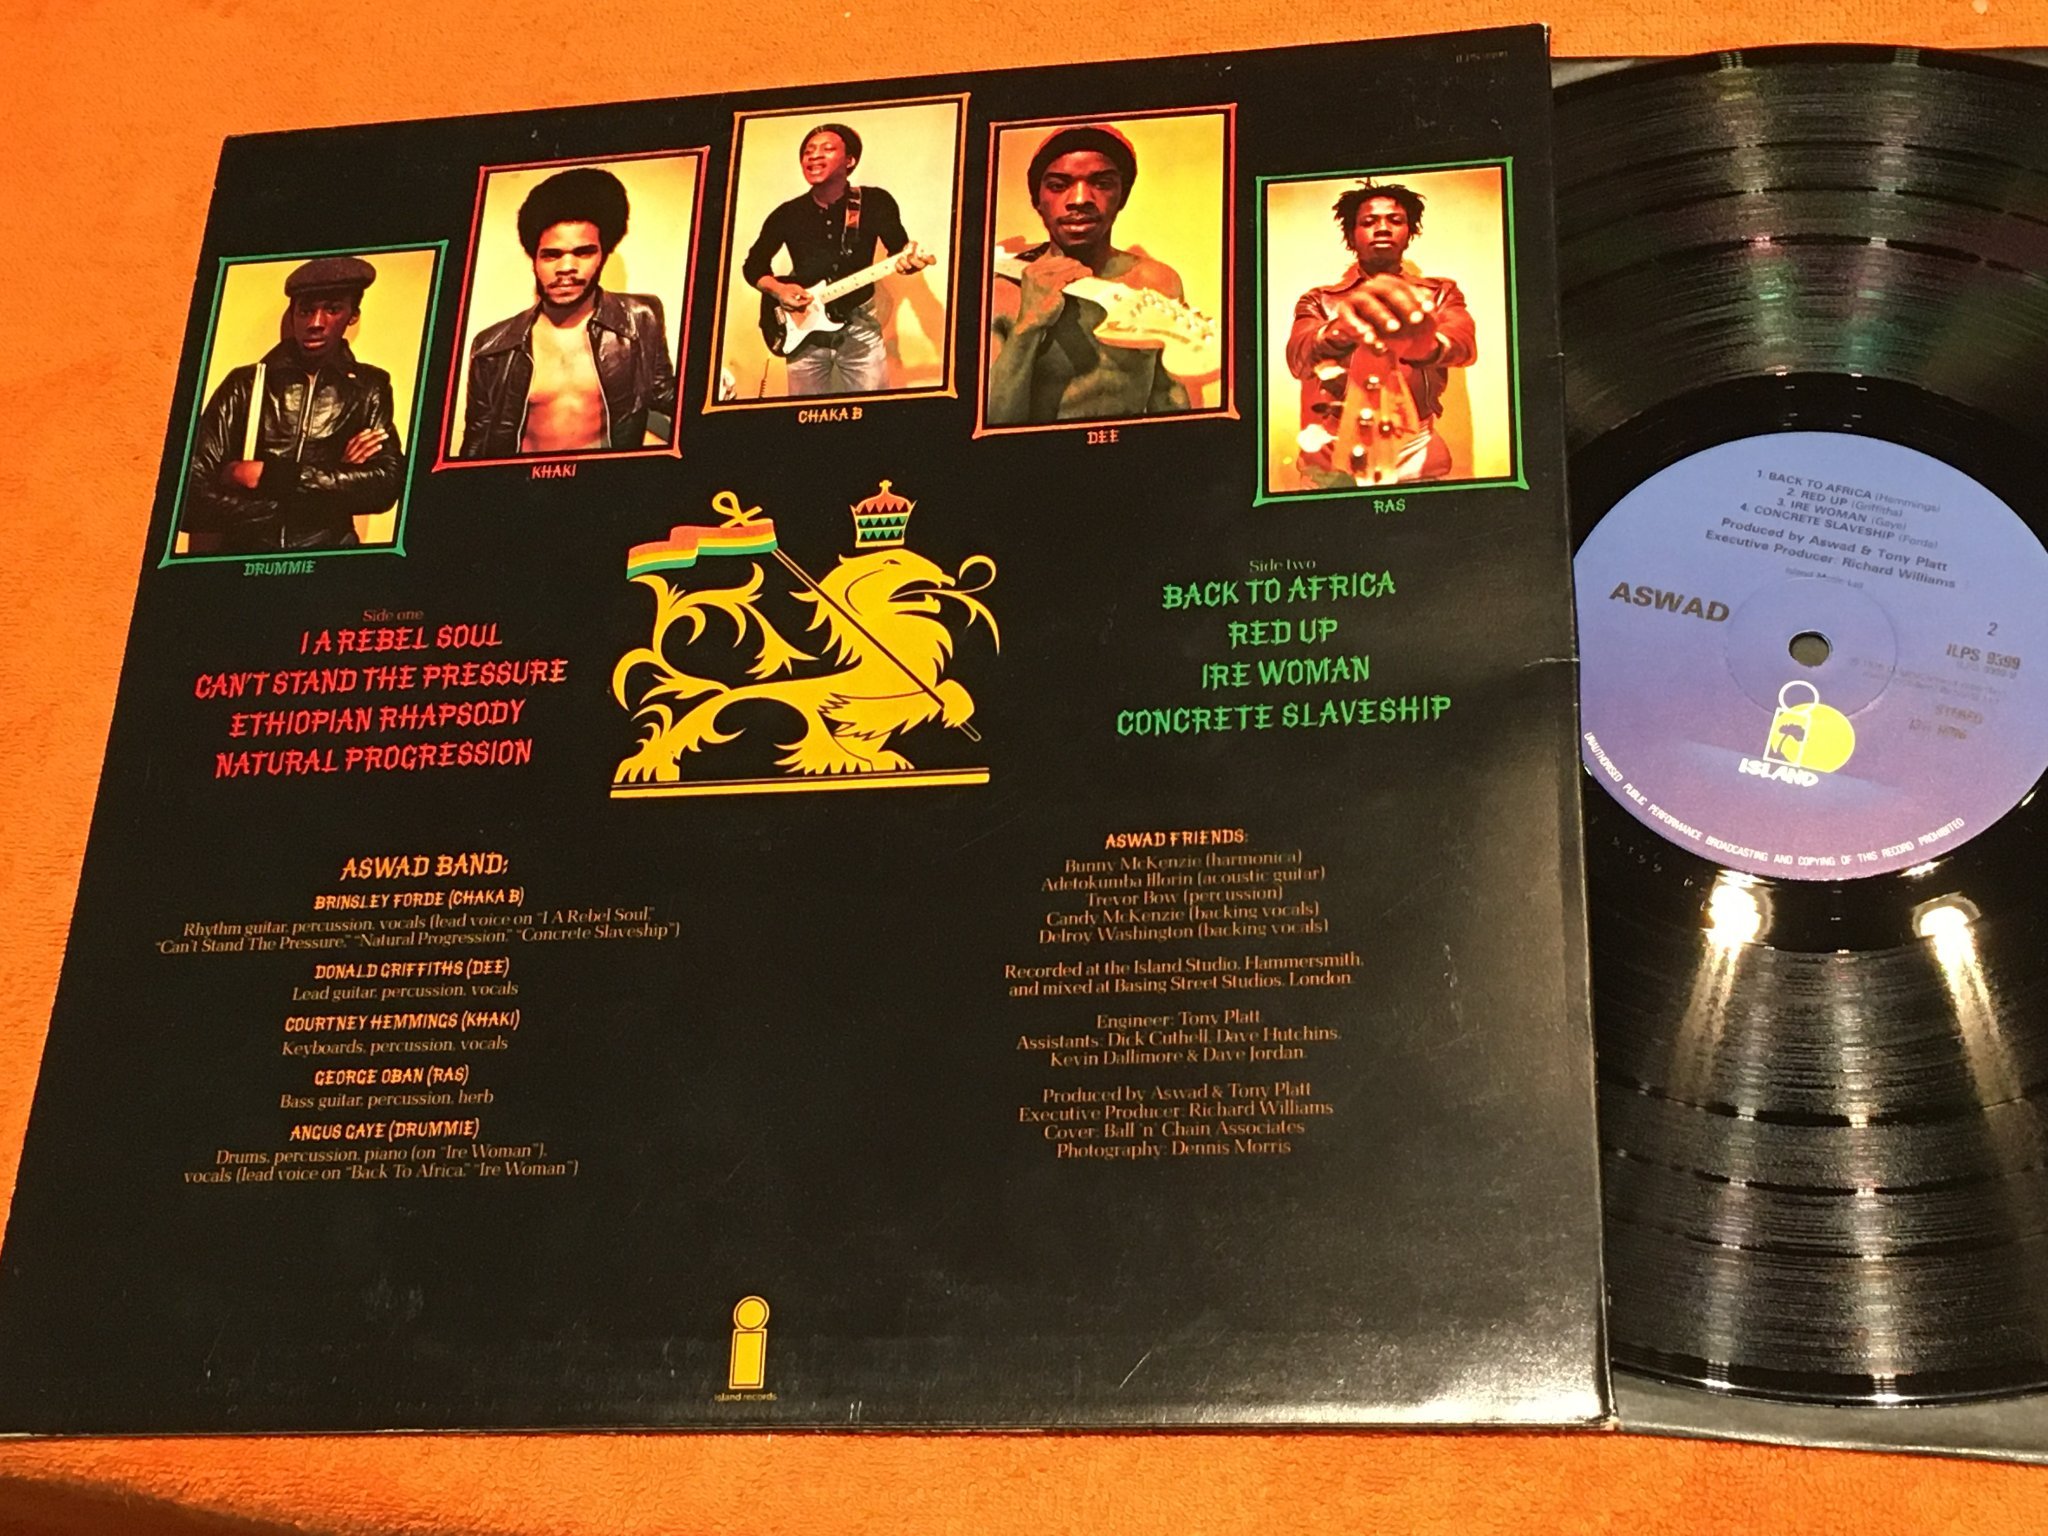 ILPS 9399
CHAKA B
DEE
KHAKI
RAS
DRUMMIE
Side one
I A REBEL SOUL
CAN'T STAND THE PRESSURE
ETHIOPIAN RHAPSODY
NATURAL PROGRESSION
Side two
BACK TO AFRICA
RED UP
IRE WOMAN
CONCRETE SLAVESHIP
ASWAD BAND:
BRINSLEY FORDE (CHAKA B)
Rhythm guitar, percussion, vocals (lead voice on "I A Rebel Soul,"
"Can't Stand The Pressure," "Natural Progression," "Concrete Slaveship")
DONALD GRIFFITHS (DEE)
Lead guitar, percussion, vocals
COURTNEY HEMMINGS (KHAKI)
Keyboards, percussion, vocals
GEORGE OBAN (RAS)
Bass guitar, percussion, herb
ANGUS GAYE (DRUMMIE)
Drums, percussion, piano (on "Ire Woman"),
vocals (lead voice on "Back To Africa," "Ire Woman")
ASWAD FRIENDS:
Bunny McKenzie (harmonica)
Adetokumba Illorin (acoustic guitar)
Trevor Bow (percussion)
Candy McKenzie (backing vocals)
Delroy Washington (backing vocals)
Recorded at the Island Studio, Hammersmith,
and mixed at Basing Street Studios, London.
Engineer: Tony Platt.
Assistants: Dick Cuthell, Dave Hutchins,
Kevin Dallimore & Dave Jordan.
Produced by Aswad & Tony Platt
Executive Producer: Richard Williams
Cover: Ball 'n' Chain Associates
Photography: Dennis Morris
island records
1. BACK TO AFRICA (Hemmings)
2. RED UP (Griffiths)
3. IRE WOMAN (Gaye)
4. CONCRETE SLAVESHIP (Forde)
Produced by Aswad & Tony Platt
Executive Producer: Richard Williams
Island Music Ltd
ASWAD
2
ILPS 9399
STEREO
ISLAND
UNAUTHORISED PUBLIC PERFORMANCE BROADCASTING AND COPYING OF THIS RECORD PROHIBITED